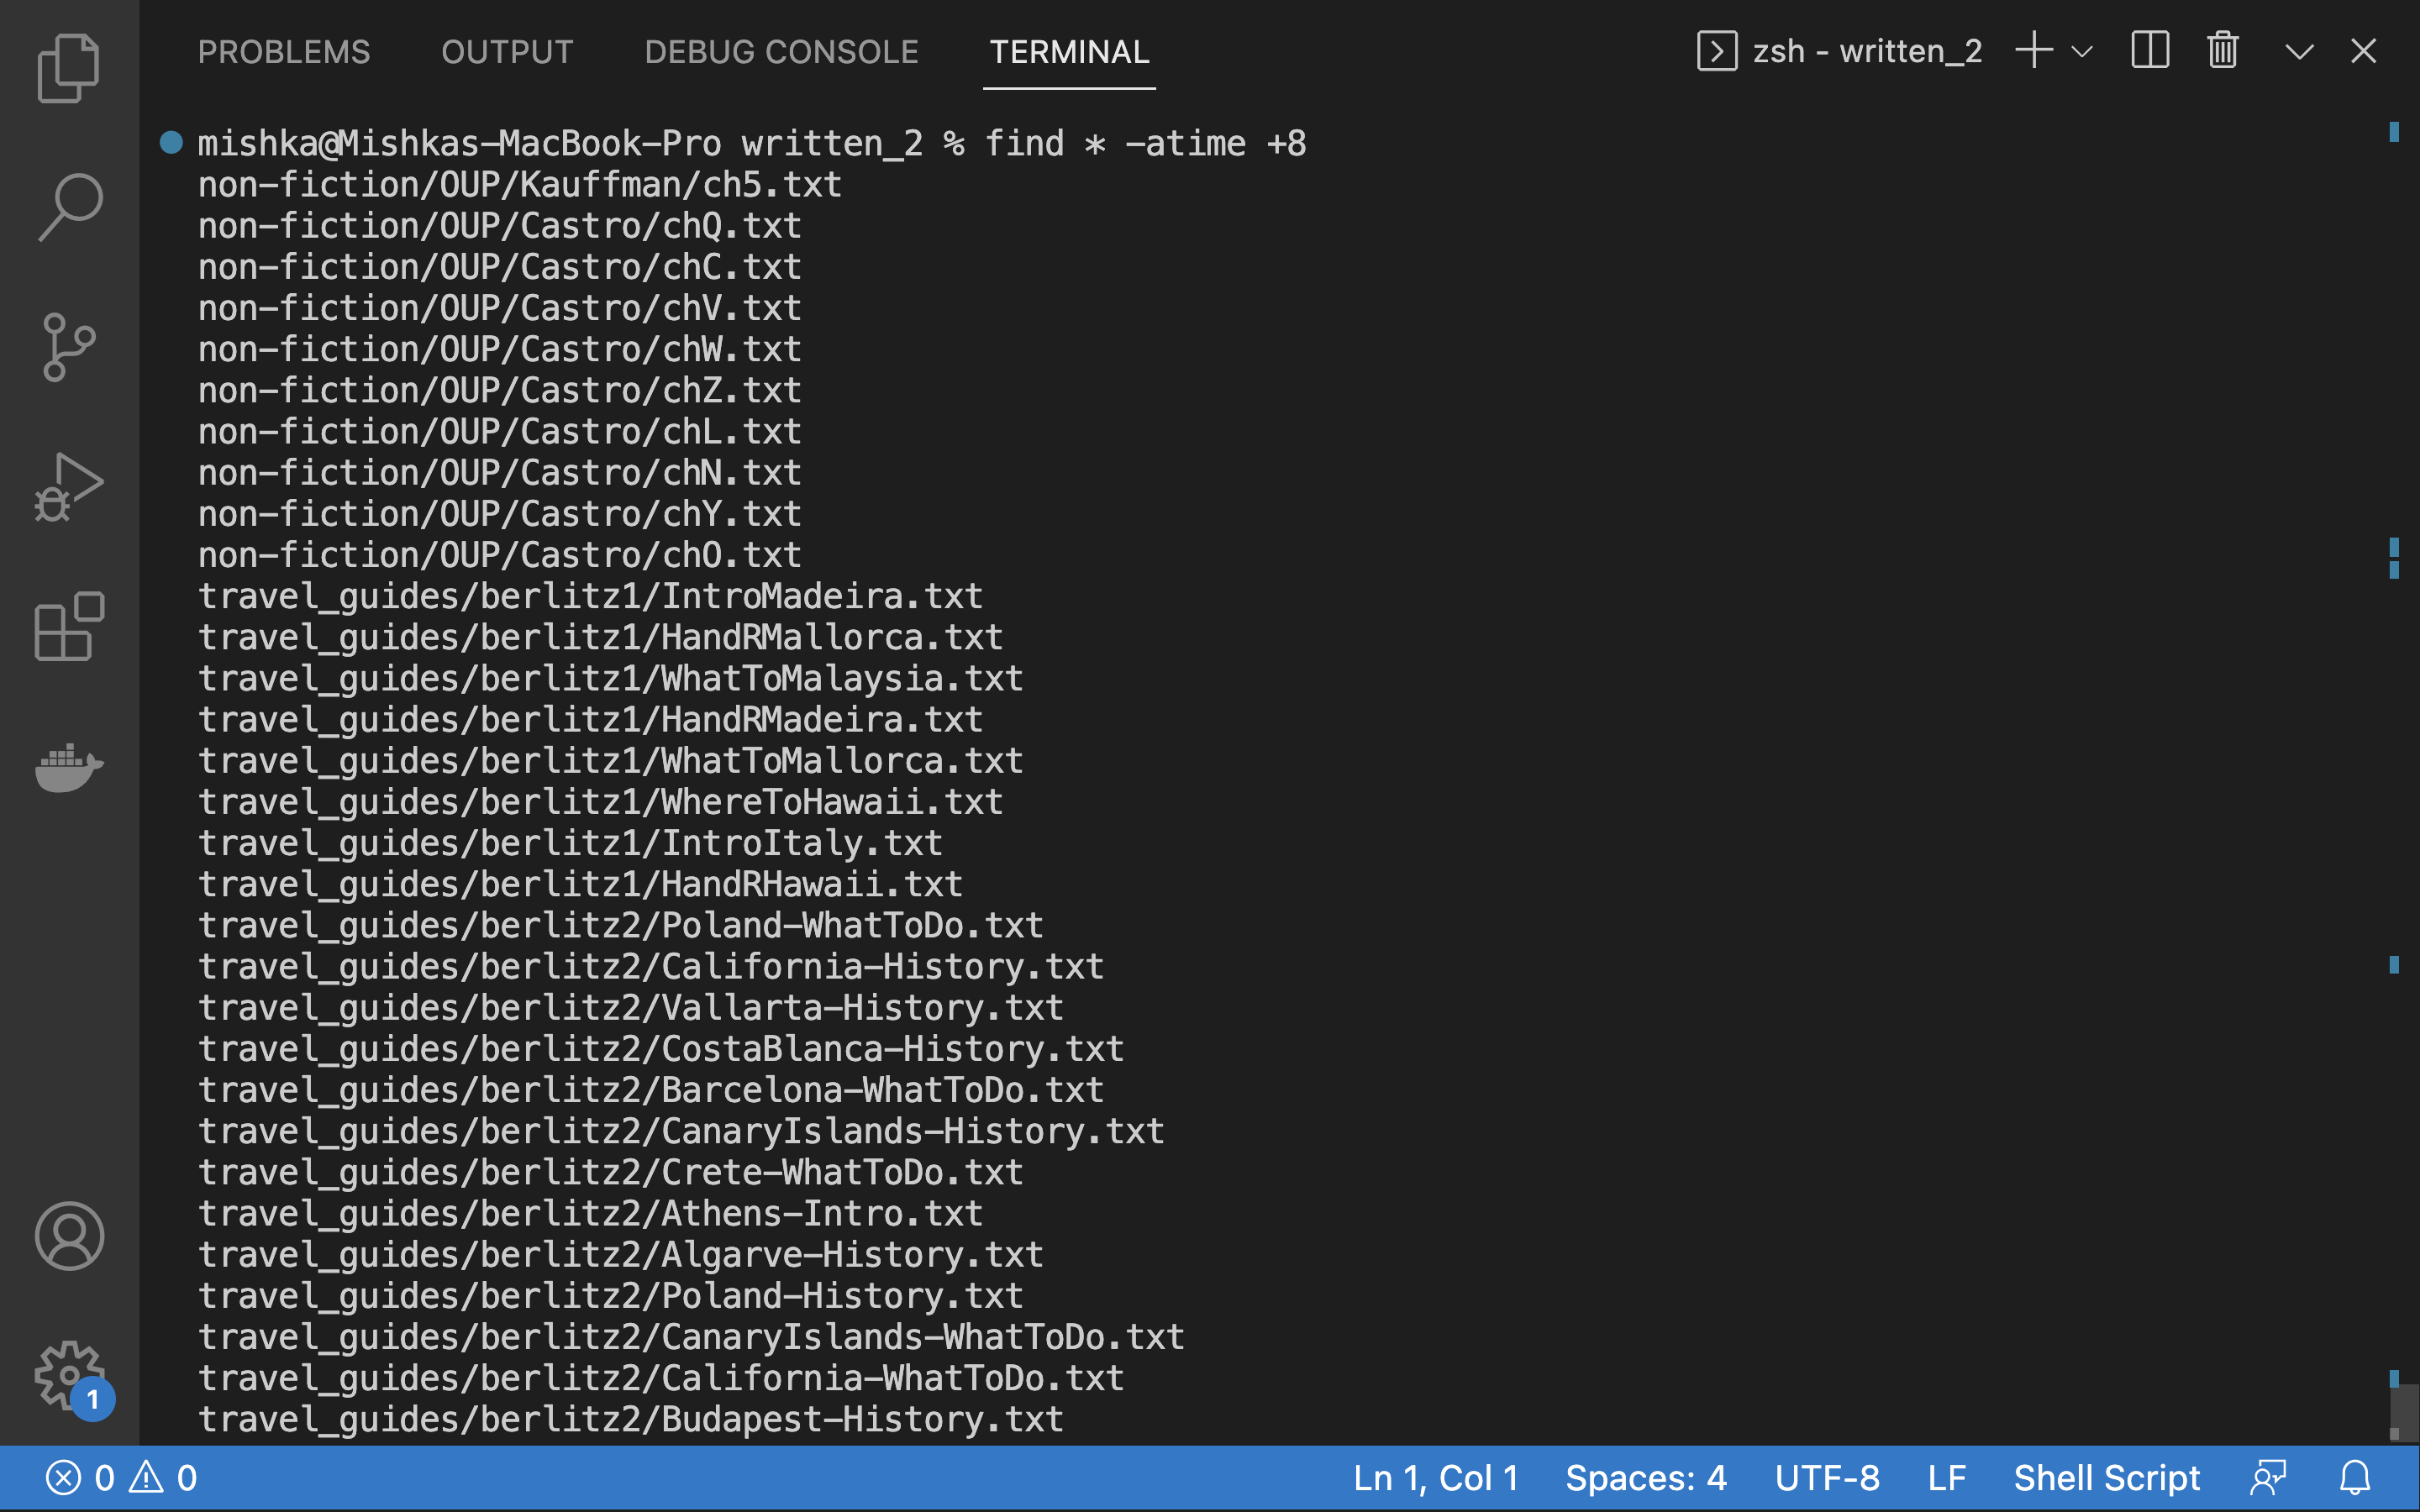 PROBLEMS OUTPUT DEBUG CONSOLE TERMINAL zsh - written_2
mishka@Mishkas-MacBook-Pro written_2 % find * -atime +8
non-fiction/OUP/Kauffman/ch5.txt
non-fiction/OUP/Castro/chQ.txt
non-fiction/OUP/Castro/chC.txt
non-fiction/OUP/Castro/chV.txt
non-fiction/OUP/Castro/chW.txt
non-fiction/OUP/Castro/chZ.txt
non-fiction/OUP/Castro/chL.txt
non-fiction/OUP/Castro/chN.txt
non-fiction/OUP/Castro/chY.txt
non-fiction/OUP/Castro/chO.txt
travel_guides/berlitz1/IntroMadeira.txt
travel_guides/berlitz1/HandRMallorca.txt
travel_guides/berlitz1/WhatToMalaysia.txt
travel_guides/berlitz1/HandRMadeira.txt
travel_guides/berlitz1/WhatToMallorca.txt
travel_guides/berlitz1/WhereToHawaii.txt
travel_guides/berlitz1/IntroItaly.txt
travel_guides/berlitz1/HandRHawaii.txt
travel_guides/berlitz2/Poland-WhatToDo.txt
travel_guides/berlitz2/California-History.txt
travel_guides/berlitz2/Vallarta-History.txt
travel_guides/berlitz2/CostaBlanca-History.txt
travel_guides/berlitz2/Barcelona-WhatToDo.txt
travel_guides/berlitz2/CanaryIslands-History.txt
travel_guides/berlitz2/Crete-WhatToDo.txt
travel_guides/berlitz2/Athens-Intro.txt
travel_guides/berlitz2/Algarve-History.txt
travel_guides/berlitz2/Poland-History.txt
travel_guides/berlitz2/CanaryIslands-WhatToDo.txt
travel_guides/berlitz2/California-WhatToDo.txt
travel_guides/berlitz2/Budapest-History.txt
1
0 0 Ln 1, Col 1 Spaces: 4 UTF-8 LF Shell Script